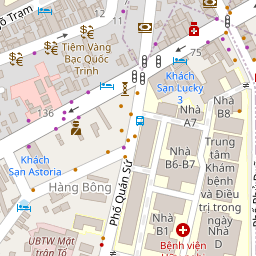 ỗ Trạm
Tiệm Vàng
Bạc Quốc
Trinh
75
Khách
Sạn Lucky
3
Nhà
B8
Nhà
A7
136
Khách
Sạn Astoria
Hàng Bông
Phố Quán Sứ
Nhà
B6-B7
Trung
tâm
Khám
bệnh và
Điều
trị trong
ngày
Nhà
D
Nhà
B1
Bệnh viện
UBTW Mặt
trận Tổ